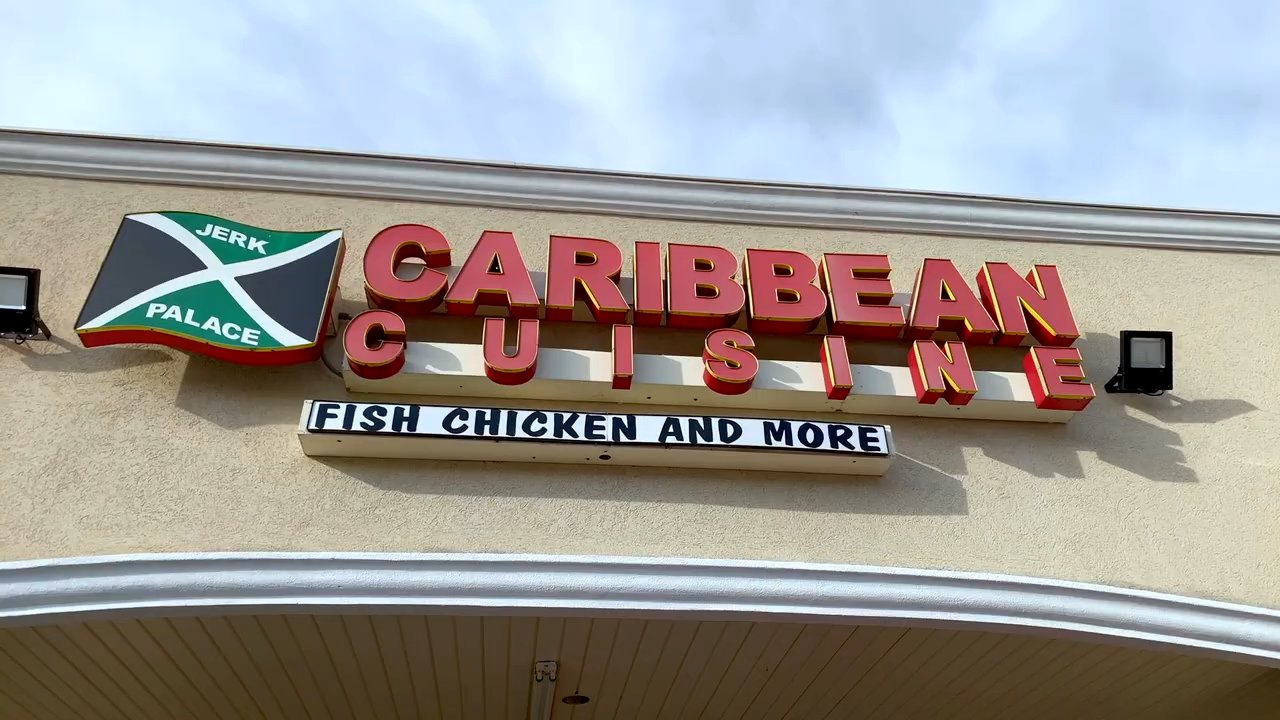 JERK
PALACE
CARIBBEAN
CUISINE
FISH CHICKEN AND MORE